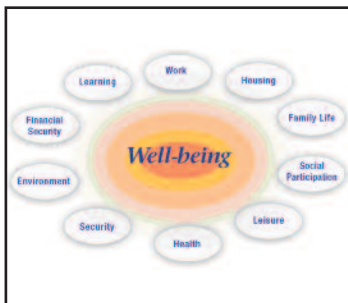 Work
Learning
Housing
Financial
Security
Family Life
Well-being
Environment
Social
Participation
Security
Leisure
Health